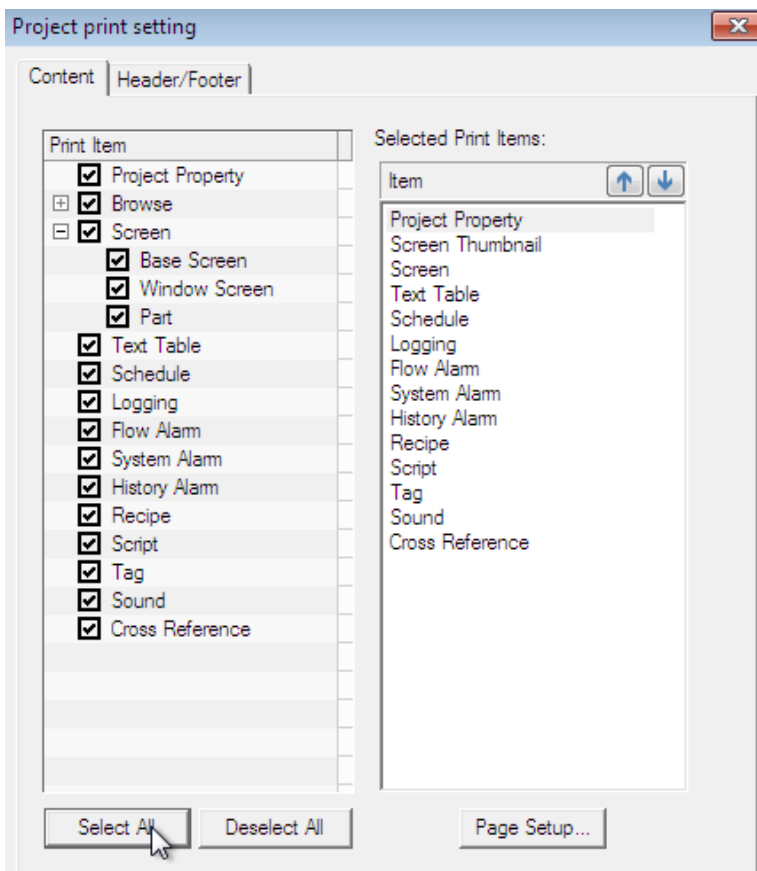 Project print setting
Content
Header/Footer
Print Item
Project Property
Browse
Screen
Base Screen
Window Screen
Part
Text Table
Schedule
Logging
Flow Alarm
System Alarm
History Alarm
Recipe
Script
Tag
Sound
Cross Reference
Select All
Deselect All
Selected Print Items:
Item
Project Property
Screen Thumbnail
Screen
Text Table
Schedule
Logging
Flow Alarm
System Alarm
History Alarm
Recipe
Script
Tag
Sound
Cross Reference
Page Setup...